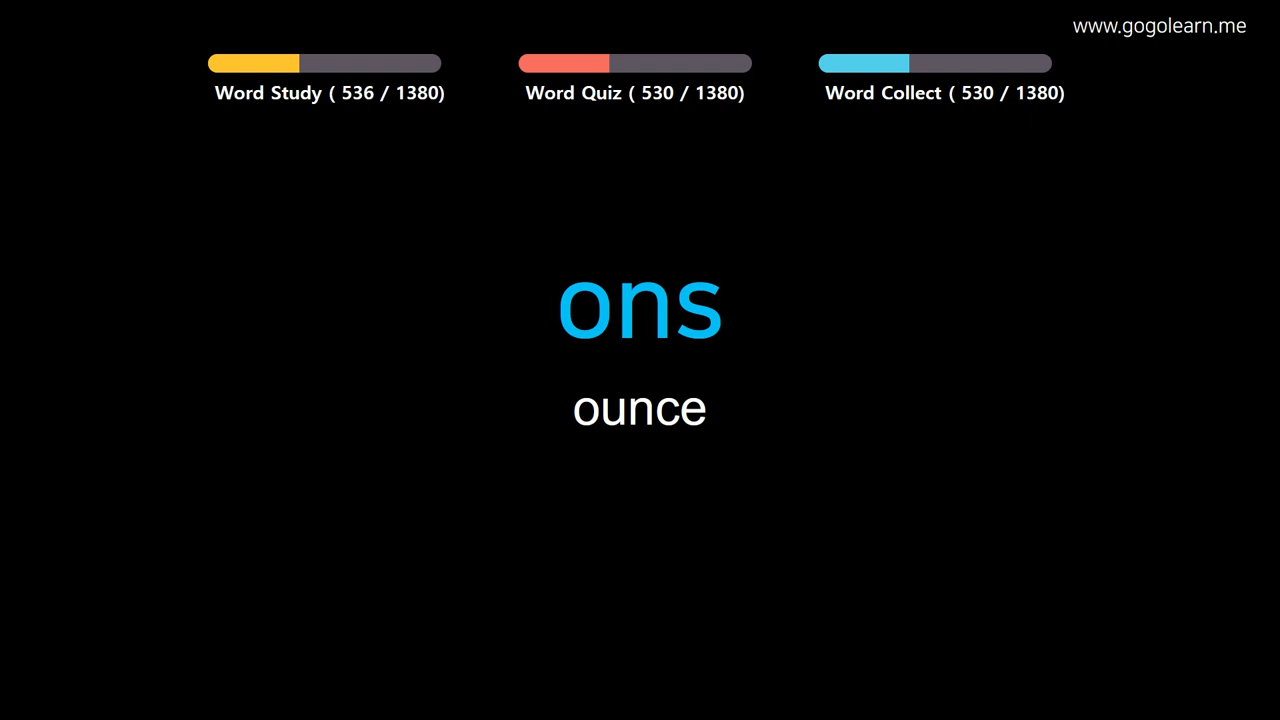 www.gogolearn.me
Word Study ( 536 / 1380)
Word Quiz ( 530 / 1380)
Word Collect ( 530 / 1380)
ons
ounce